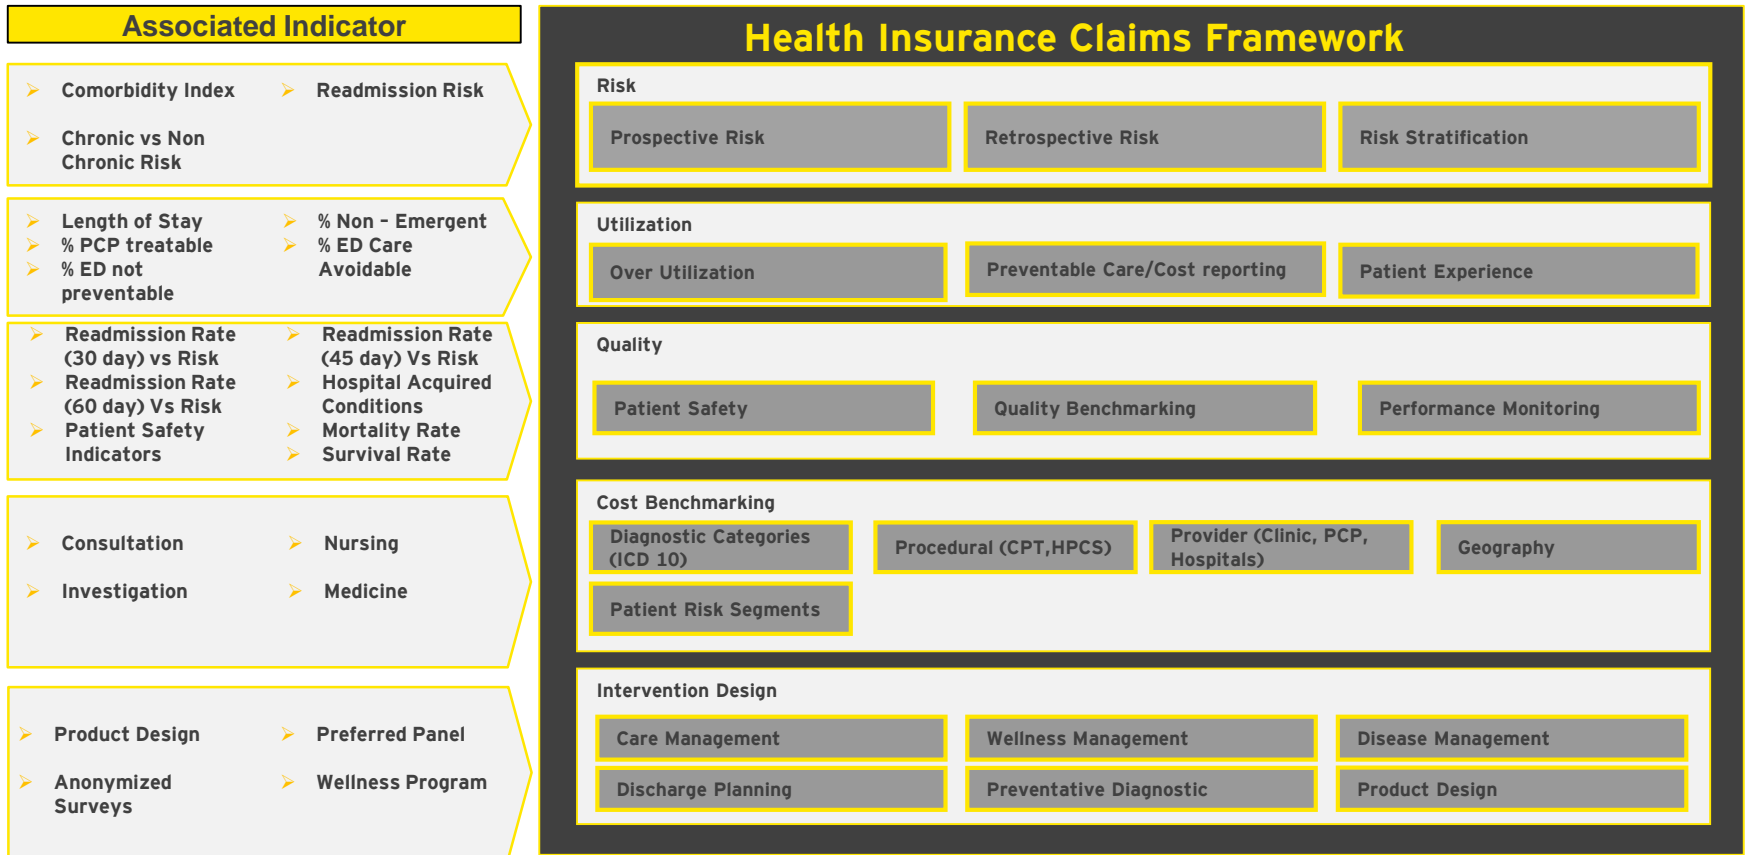 Associated Indicator
Comorbidity Index
Readmission Risk
Chronic vs Non
Chronic Risk
Length of Stay
% PCP treatable
% ED not
preventable
% Non – Emergent
% ED Care
Avoidable
Readmission Rate
(30 day) vs Risk
Readmission Rate
(60 day) Vs Risk
Patient Safety
Indicators
Readmission Rate
(45 day) Vs Risk
Hospital Acquired
Conditions
Mortality Rate
Survival Rate
Consultation
Nursing
Investigation
Medicine
Product Design
Preferred Panel
Anonymized
Surveys
Wellness Program
Health Insurance Claims Framework
Risk
Prospective Risk
Retrospective Risk
Risk Stratification
Utilization
Over Utilization
Preventable Care/Cost reporting
Patient Experience
Quality
Patient Safety
Quality Benchmarking
Performance Monitoring
Cost Benchmarking
Diagnostic Categories
(ICD 10)
Procedural (CPT,HPCS)
Provider (Clinic, PCP,
Hospitals)
Geography
Patient Risk Segments
Intervention Design
Care Management
Wellness Management
Disease Management
Discharge Planning
Preventative Diagnostic
Product Design